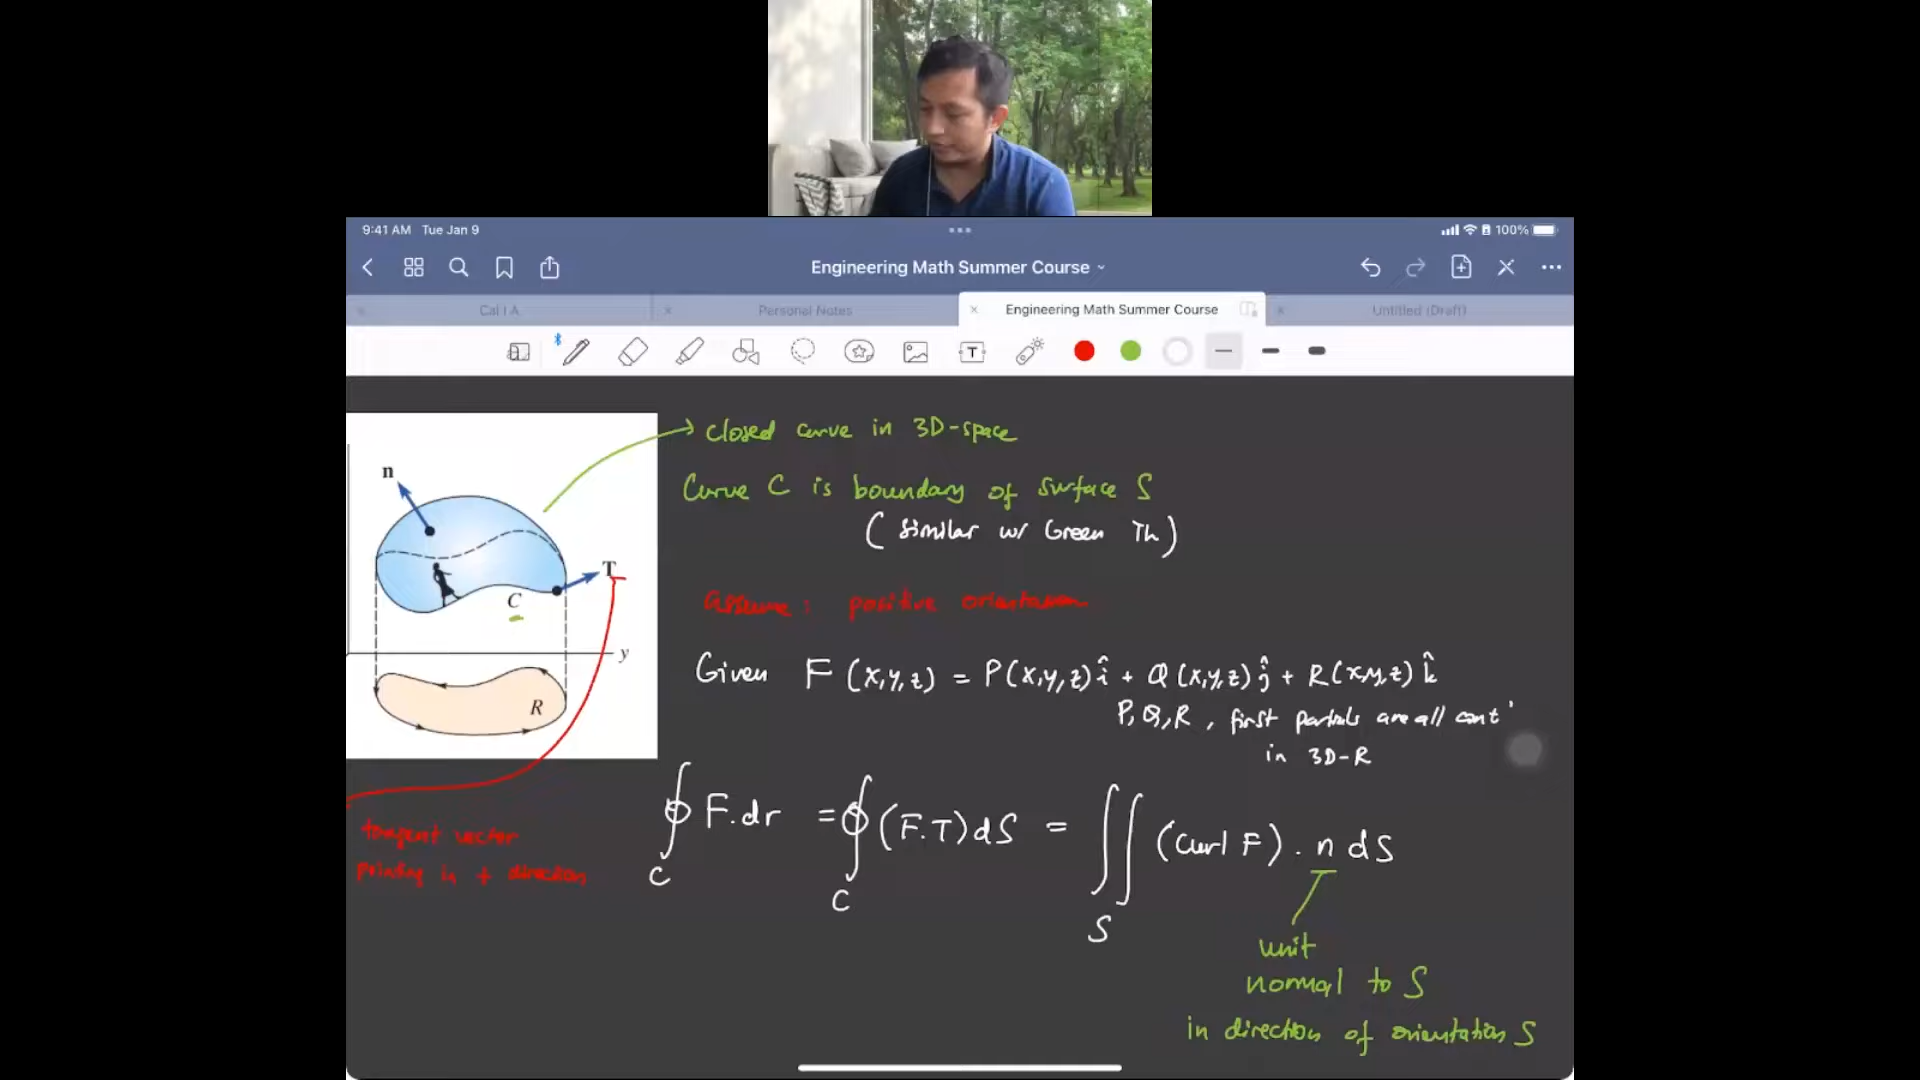 9:41 AM Tue Jan 9
100%
Engineering Math Summer Course
Cal I A
Personal Notes
Engineering Math Summer Course
Untitled (Draft)
T
→ closed curve in 3D-space
n
Curve C is boundary of surface S
(similar w/ Green Th)
T
C
Assume: positive orientation
y
Given F(x,y,z) = P(x,y,z) î + Q(x,y,z) ĵ + R(x,y,z) k̂
R
P, Q, R, first partials are all cont'
in 3D-R
∮ F.dr = ∮ (F.T) dS = ∬ (Curl F) . n dS
C C S
tangent vector
pointing in + direction
unit
normal to S
in direction of orientation S